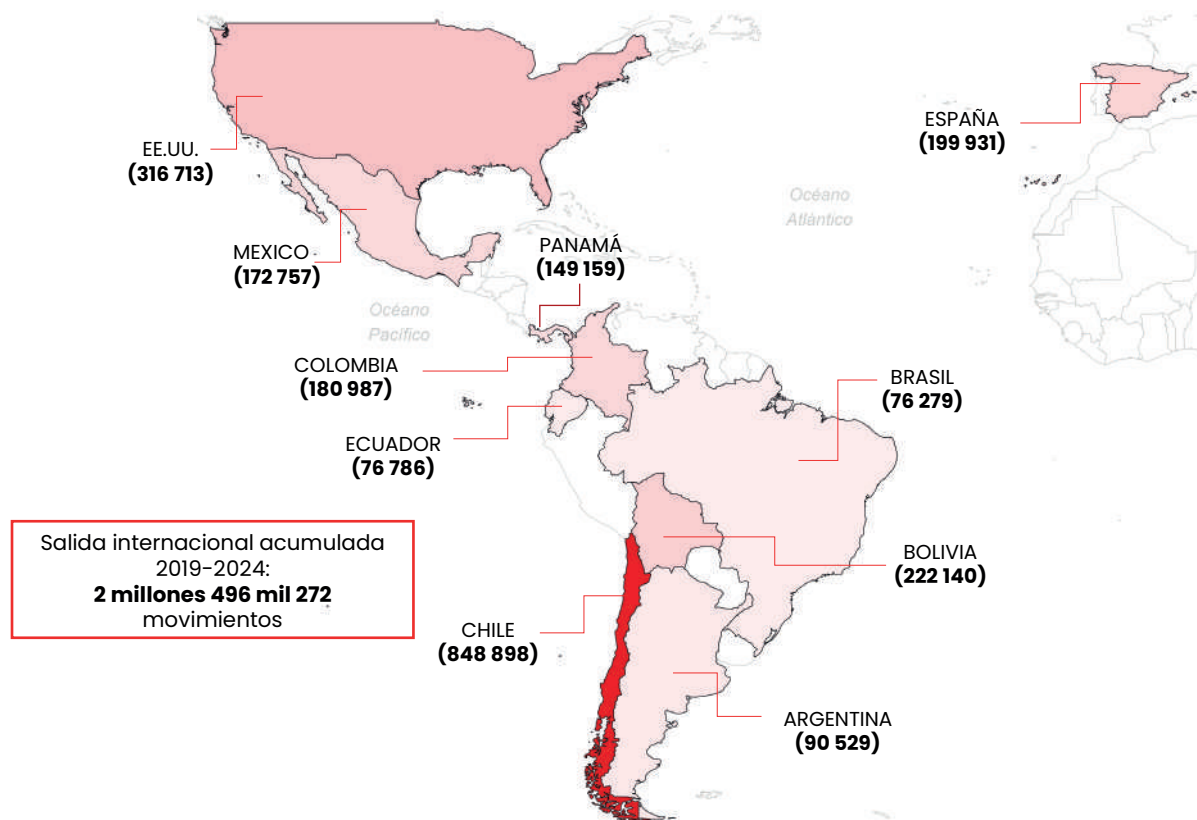 EE.UU.
(316 713)
ESPAÑA
(199 931)
Océano
Atlántico
MEXICO
(172 757)
PANAMÁ
(149 159)
Océano
Pacífico
COLOMBIA
(180 987)
BRASIL
(76 279)
ECUADOR
(76 786)
Salida internacional acumulada
2019-2024:
2 millones 496 mil 272
movimientos
BOLIVIA
(222 140)
CHILE
(848 898)
ARGENTINA
(90 529)